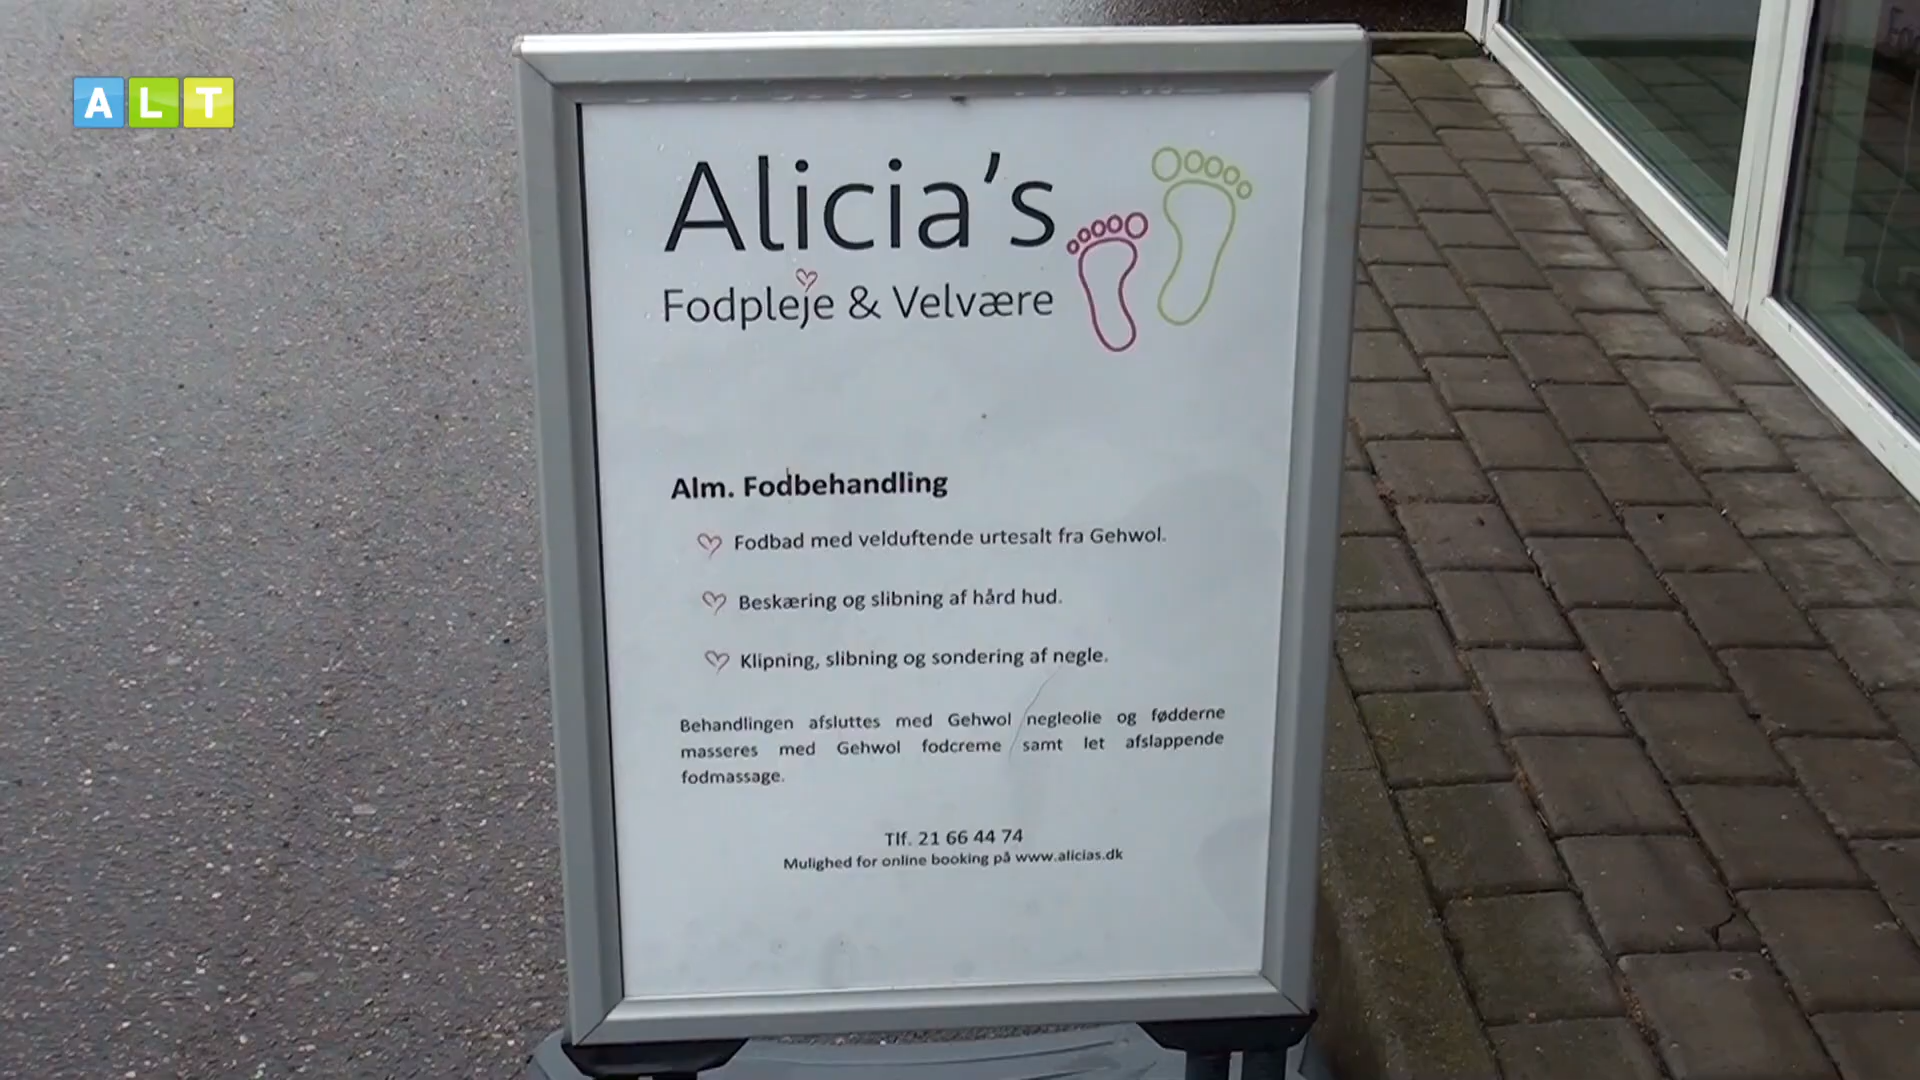 ALT
Alicia's
Fodpleje & Velvære
Alm. Fodbehandling
Fodbad med velduftende urtesalt fra Gehwol.
Beskæring og slibning af hård hud.
Klipning, slibning og sondering af negle.
Behandlingen afsluttes med Gehwol negleolie og fødderne
masseres med Gehwol fodcreme samt let afslappende
fodmassage.
Tlf. 21 66 44 74
Mulighed for online booking på www.alicias.dk